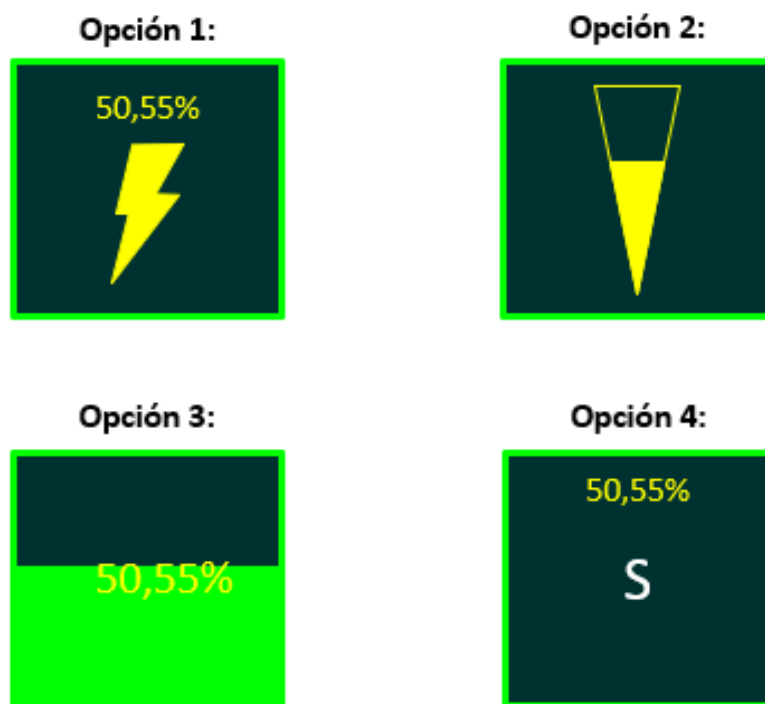 Opción 1:
50,55%
Opción 2:
Opción 3:
50,55%
Opción 4:
50,55%
S